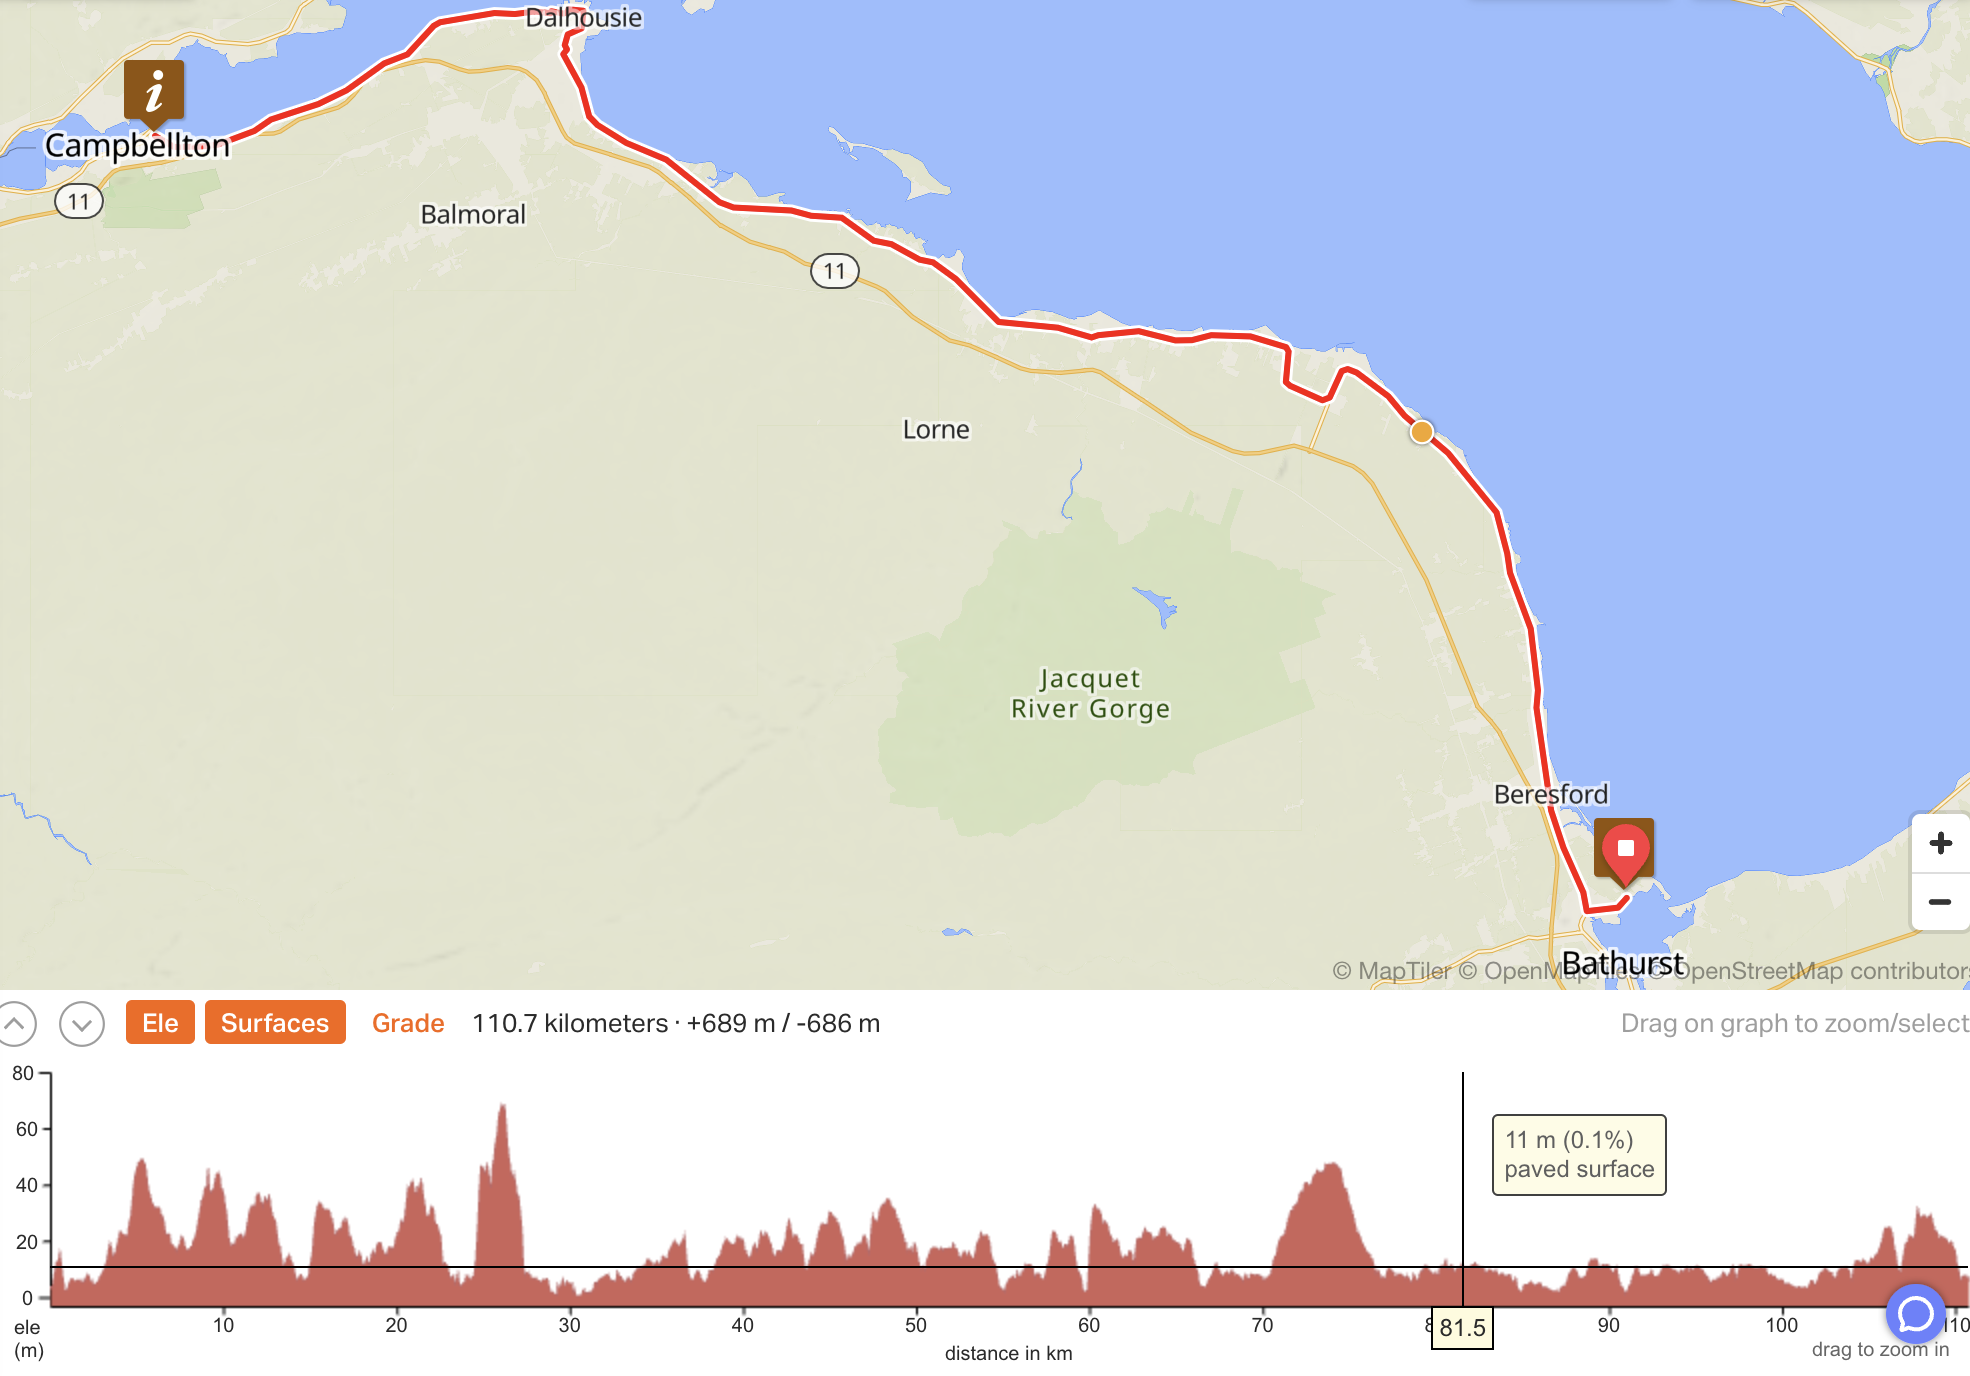 Dalhousie
i
Campbellton
11
Balmoral
11
Lorne
Jacquet
River Gorge
Beresford
+
−
Bathurst
© MapTiler © OpenMapTiles © OpenStreetMap contributors
Ele
Surfaces
Grade
110.7 kilometers · +689 m / -686 m
Drag on graph to zoom/select
80
60
40
20
0
11 m (0.1%)
paved surface
ele
(m)
10 20 30 40 50 60 70 8 81.5 90 100 110
distance in km
drag to zoom in